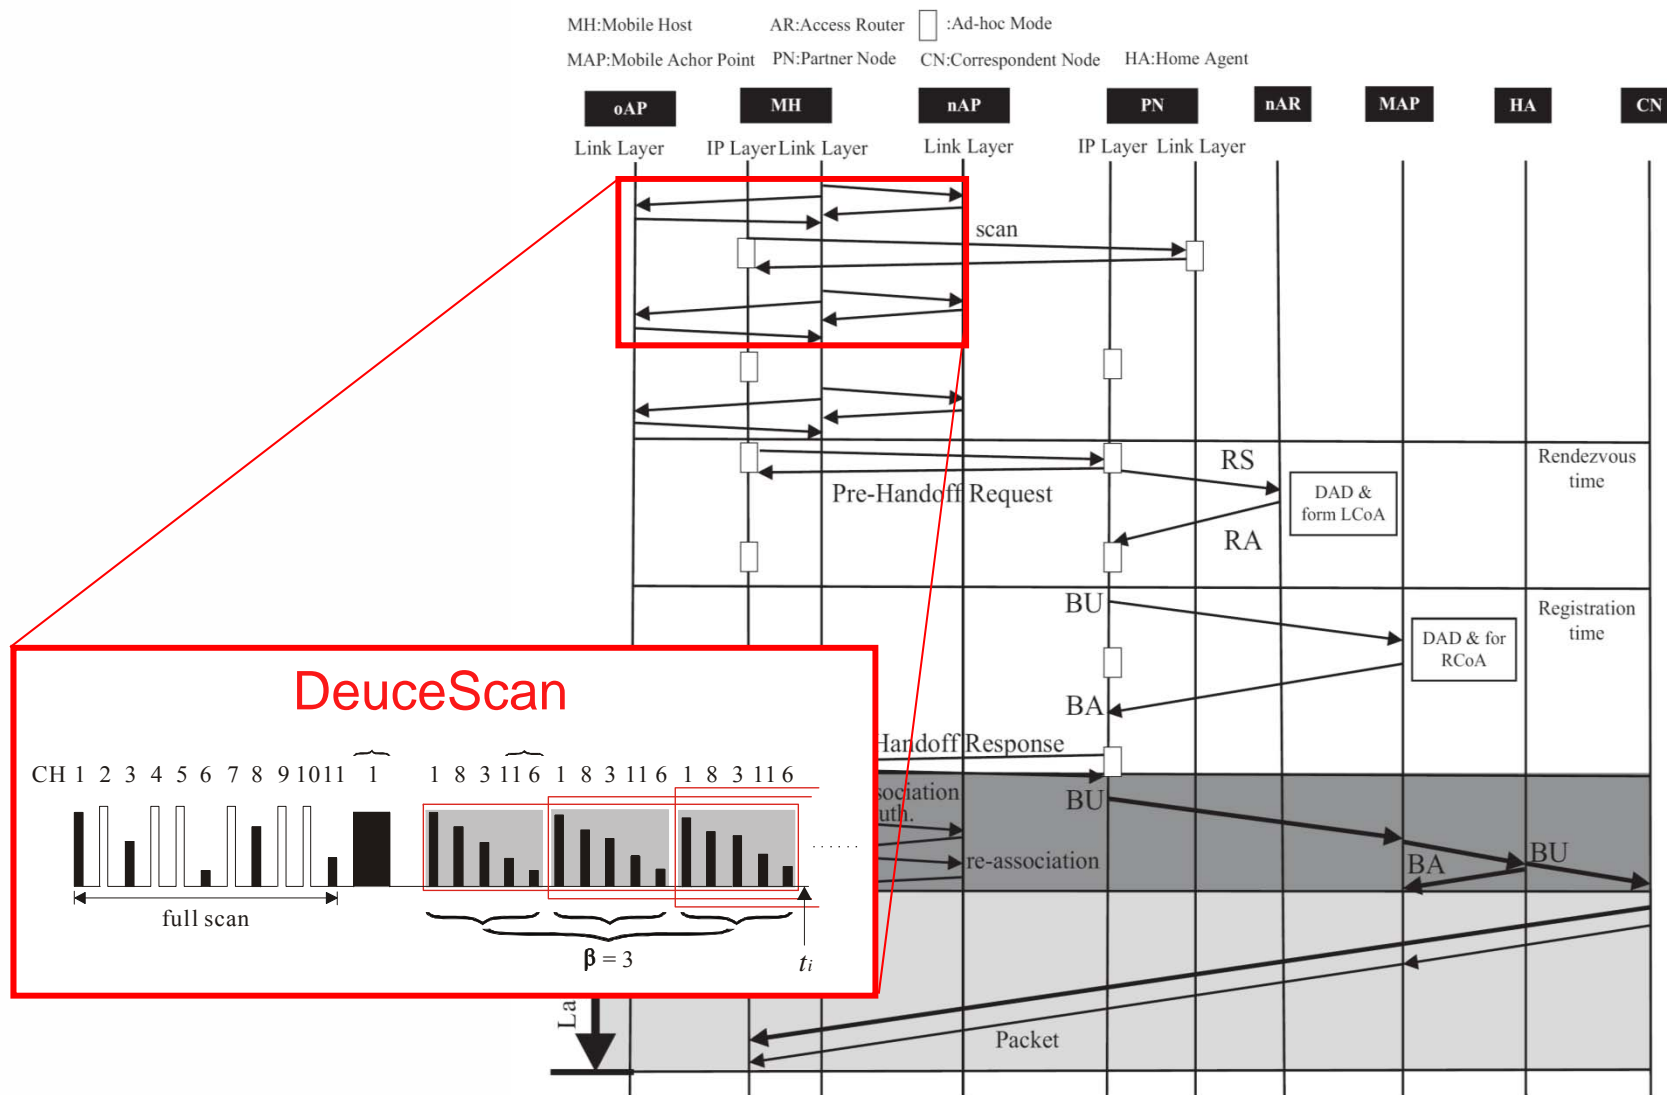 MH:Mobile Host AR:Access Router :Ad-hoc Mode
MAP:Mobile Achor Point PN:Partner Node CN:Correspondent Node HA:Home Agent
oAP MH nAP PN nAR MAP HA CN
Link Layer IP Layer Link Layer Link Layer IP Layer Link Layer
scan
RS
Rendezvous
time
Pre-Handoff Request
DAD &
form LCoA
RA
BU
Registration
time
DAD & for
RCoA
BA
Handoff Response
sociation
uth.
BU
re-association
BA
BU
Packet
La
DeuceScan
CH 1 2 3 4 5 6 7 8 9 10 11 1 1 8 3 11 6 1 8 3 11 6 1 8 3 11 6
......
full scan
β = 3
ti